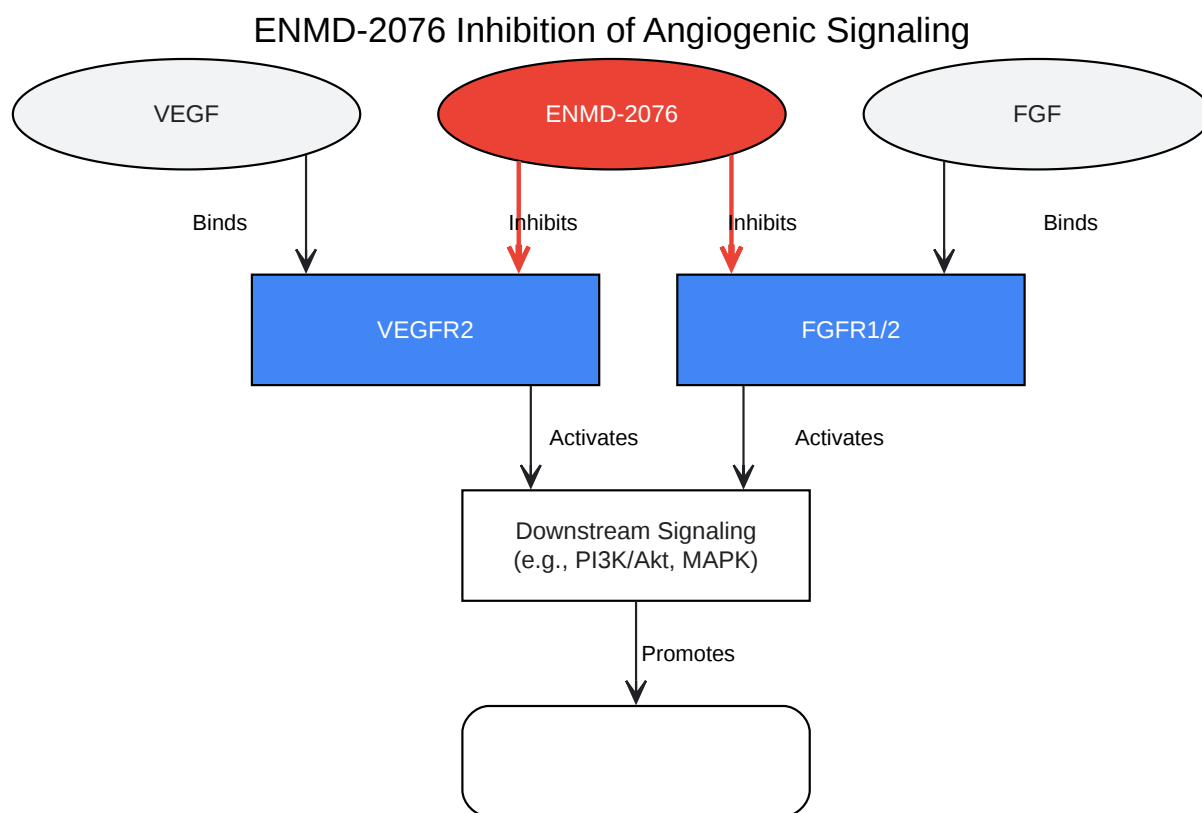 ENMD-2076 Inhibition of Angiogenic Signaling
VEGF
ENMD-2076
FGF
Binds
Inhibits
Inhibits
Binds
VEGFR2
FGFR1/2
Activates
Activates
Downstream Signaling
(e.g., PI3K/Akt, MAPK)
Promotes